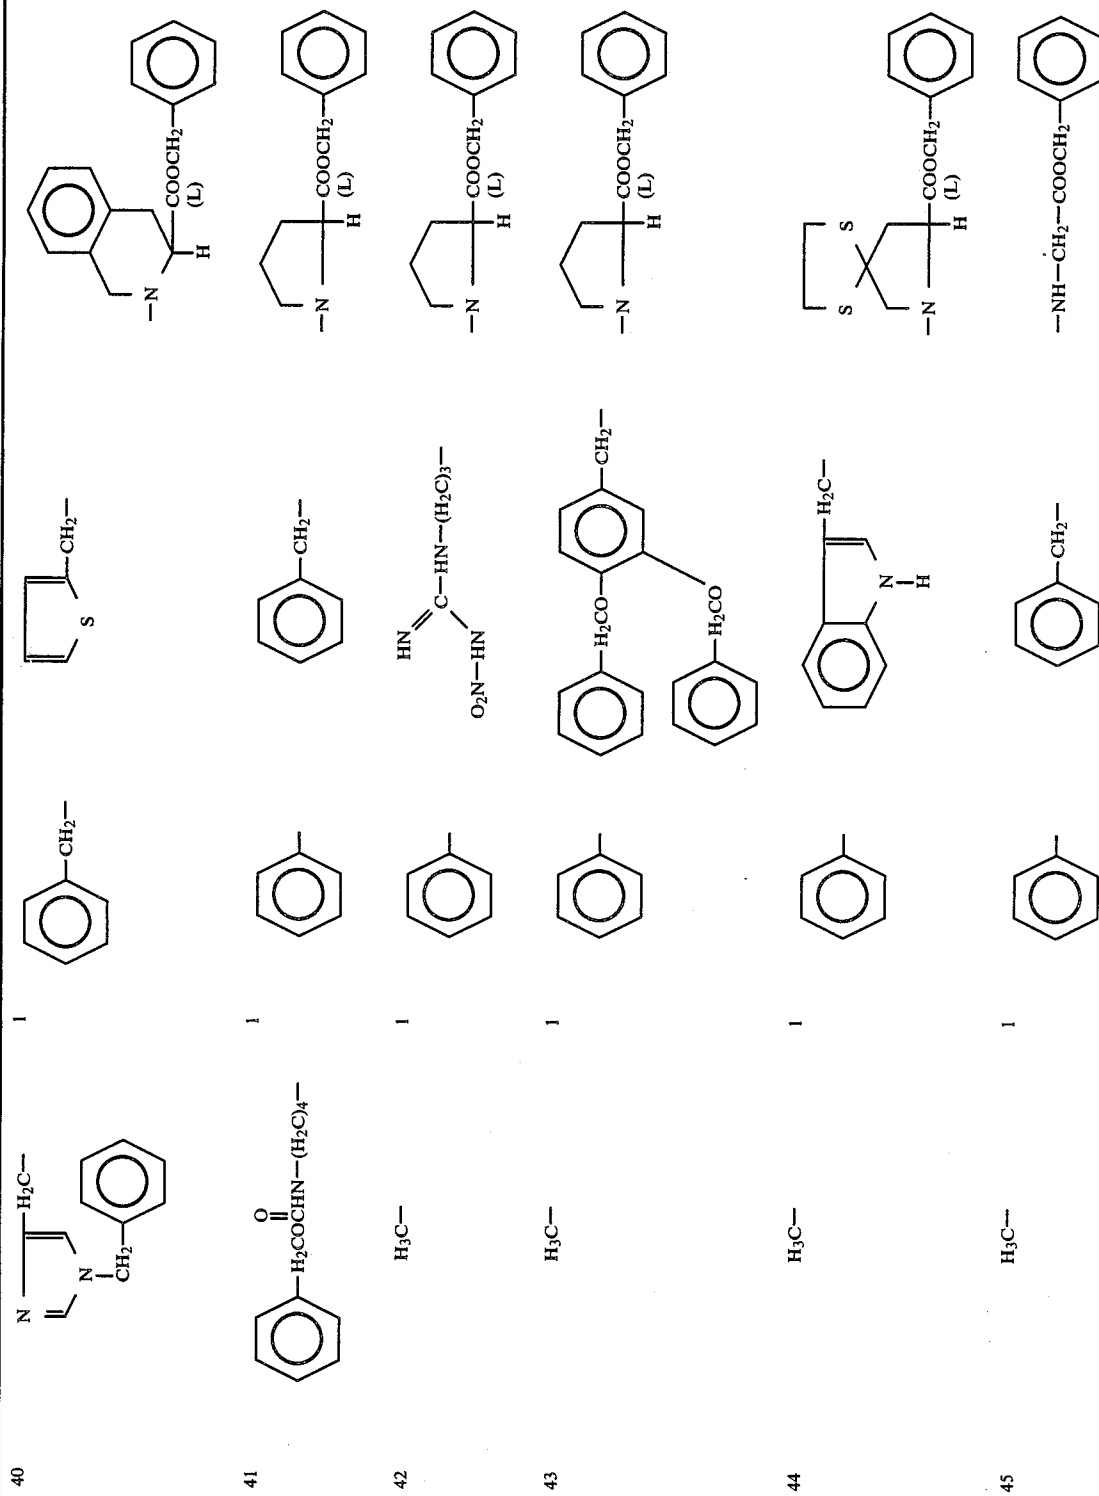 40
N
H₂C—
N
CH₂
1
CH₂—
S
CH₂—
—N
COOCH₂
(L)
H
41
O
H₂COCHN—(H₂C)₄—
1
CH₂—
—N
COOCH₂
(L)
H
42
H₃C—
1
HN
C
HN—(H₂C)₃—
O₂N—HN
—N
COOCH₂
(L)
H
43
H₃C—
1
H₂CO
H₂CO
CH₂—
—N
COOCH₂
(L)
H
44
H₃C—
1
H₂C—
N
H
S
S
—N
COOCH₂
(L)
H
45
H₃C—
1
CH₂—
—NH—CH₂—COOCH₂